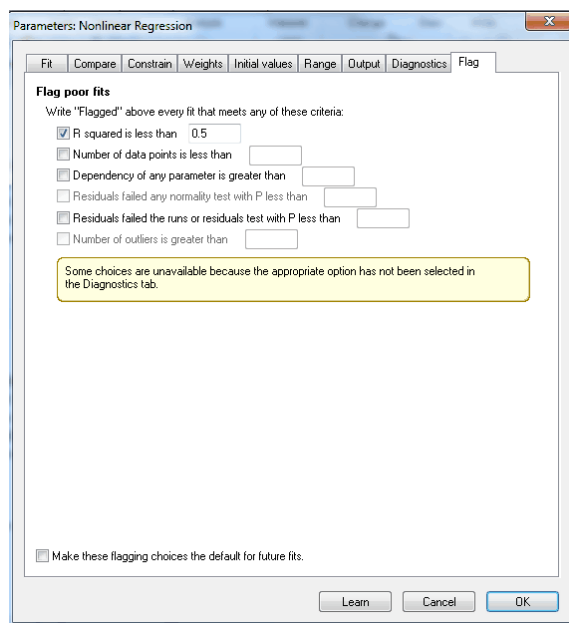 Parameters: Nonlinear Regression
Fit Compare Constrain Weights Initial values Range Output Diagnostics Flag
Flag poor fits
Write "Flagged" above every fit that meets any of these criteria:
R squared is less than 0.5
Number of data points is less than
Dependency of any parameter is greater than
Residuals failed any normality test with P less than
Residuals failed the runs or residuals test with P less than
Number of outliers is greater than
Some choices are unavailable because the appropriate option has not been selected in
the Diagnostics tab.
Make these flagging choices the default for future fits.
Learn Cancel OK